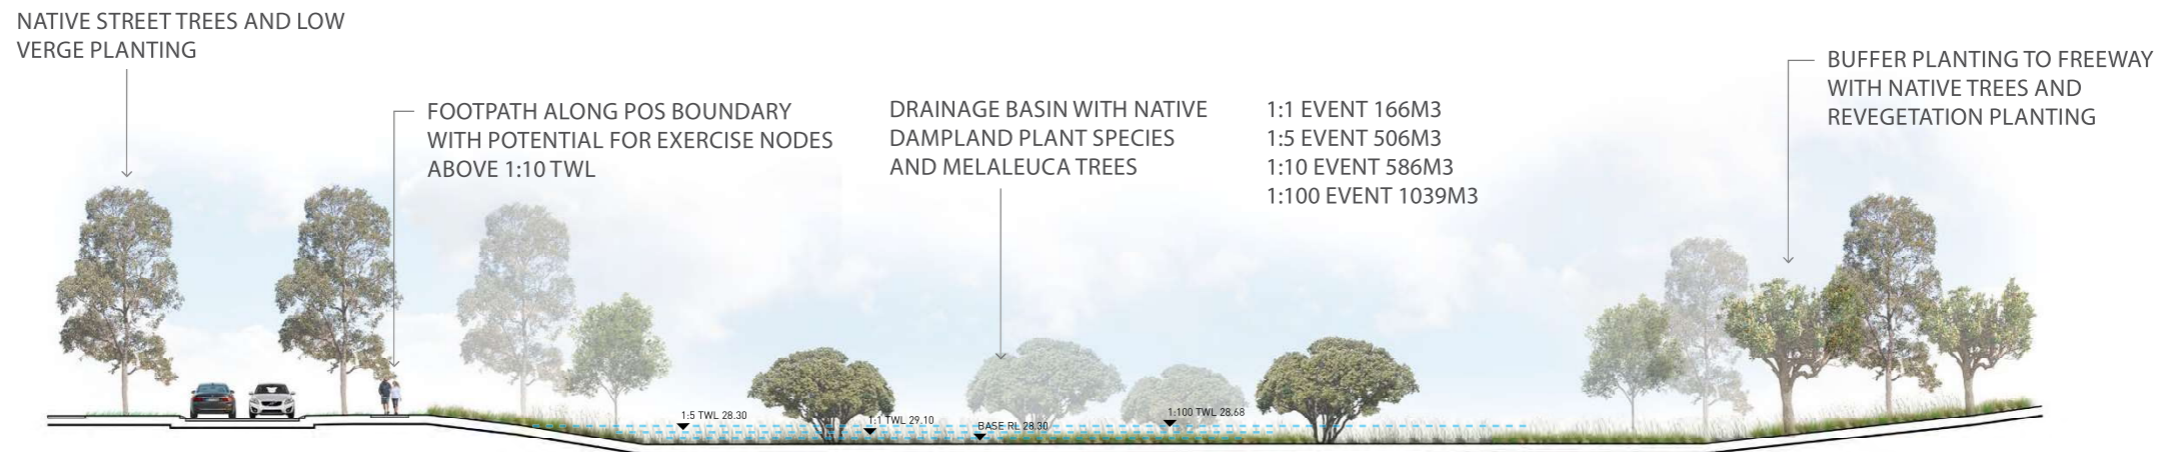 NATIVE STREET TREES AND LOW
VERGE PLANTING
FOOTPATH ALONG POS BOUNDARY
WITH POTENTIAL FOR EXERCISE NODES
ABOVE 1:10 TWL
DRAINAGE BASIN WITH NATIVE
DAMPLAND PLANT SPECIES
AND MELALEUCA TREES
1:1 EVENT 166M3
1:5 EVENT 506M3
1:10 EVENT 586M3
1:100 EVENT 1039M3
BUFFER PLANTING TO FREEWAY
WITH NATIVE TREES AND
REVEGETATION PLANTING
1:5 TWL 28.30
1:1 TWL 29.10
BASE RL 28.30
1:100 TWL 28.68